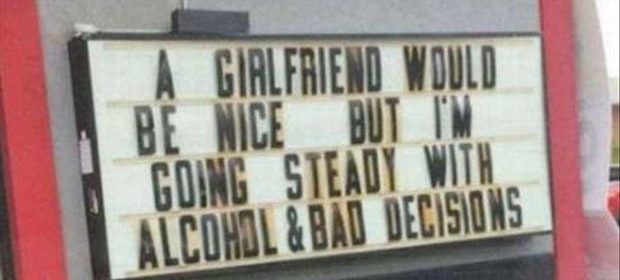 A GIRLFRIEND WOULD
BE NICE BUT I'M
GOING STEADY WITH
ALCOHOL & BAD DECISIONS